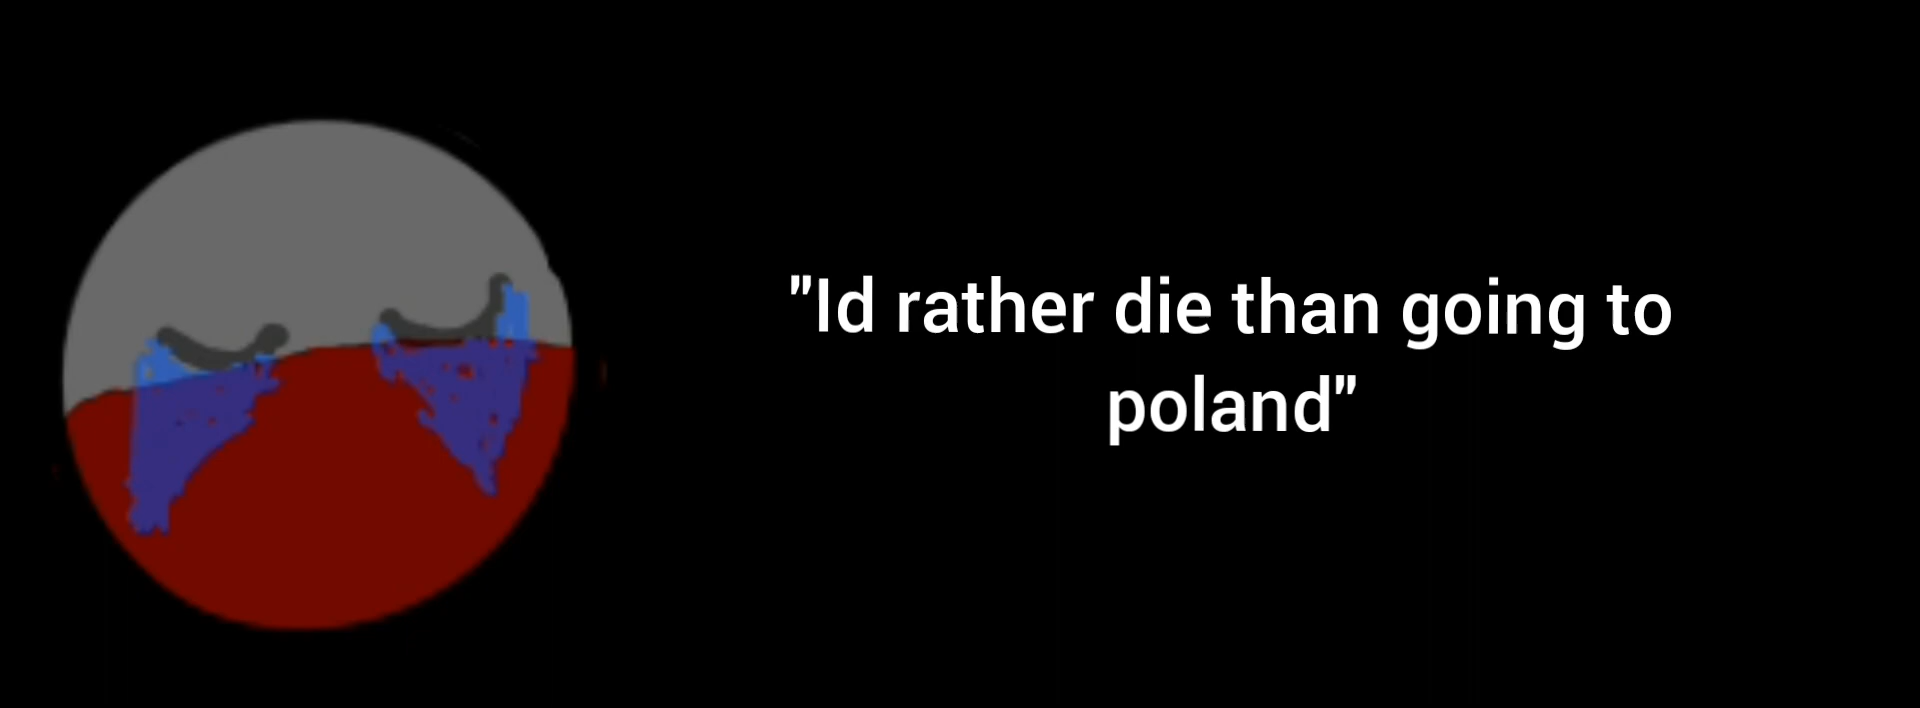 "Id rather die than going to
poland"